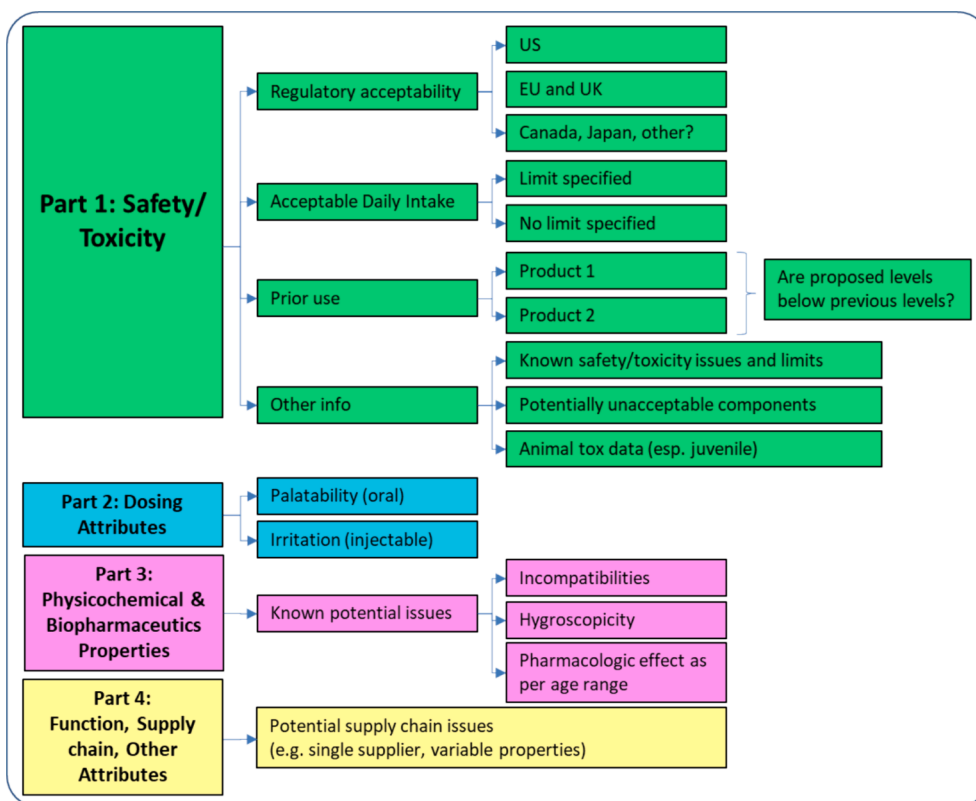 Part 1: Safety/
Toxicity
Regulatory acceptability
US
EU and UK
Canada, Japan, other?
Acceptable Daily Intake
Limit specified
No limit specified
Prior use
Product 1
Product 2
Are proposed levels
below previous levels?
Other info
Known safety/toxicity issues and limits
Potentially unacceptable components
Animal tox data (esp. juvenile)
Part 2: Dosing
Attributes
Palatability (oral)
Irritation (injectable)
Part 3:
Physicochemical &
Biopharmaceutics
Properties
Known potential issues
Incompatibilities
Hygroscopicity
Pharmacologic effect as
per age range
Part 4:
Function, Supply
chain, Other
Attributes
Potential supply chain issues
(e.g. single supplier, variable properties)